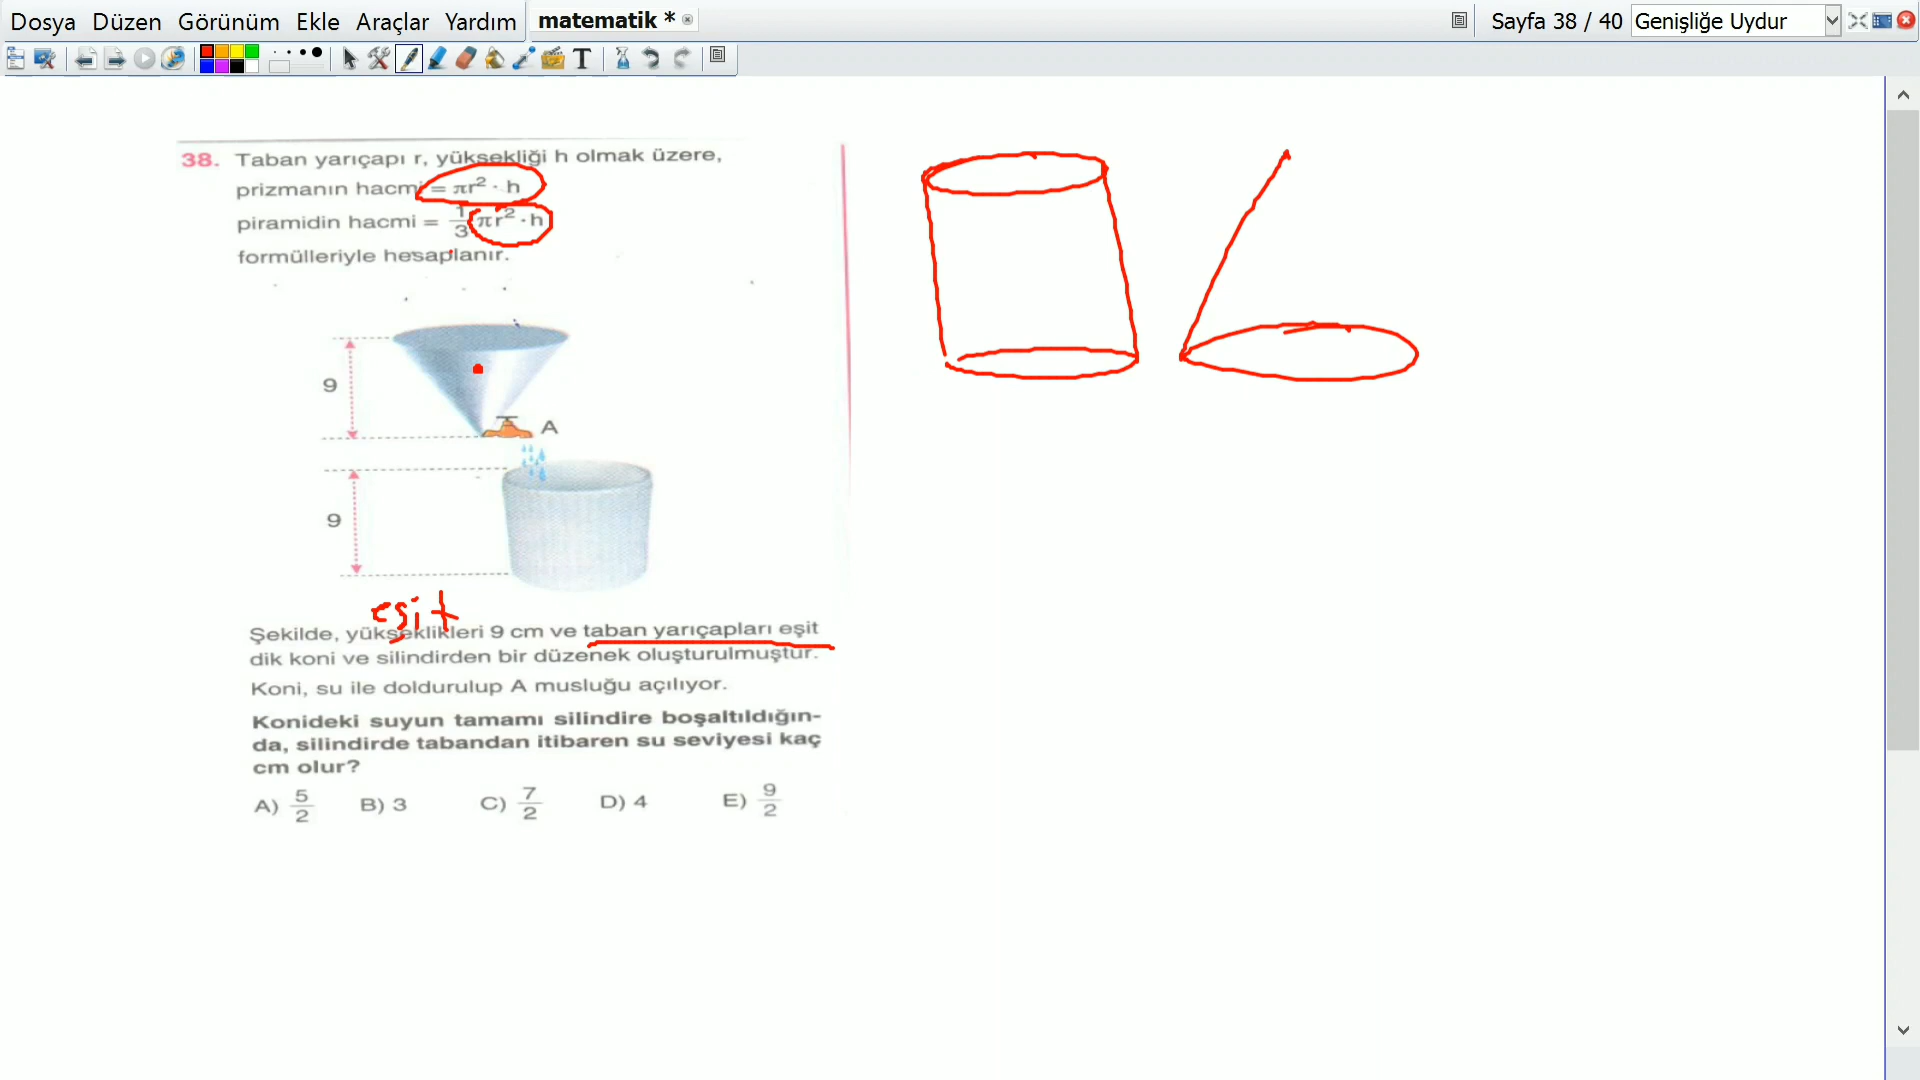 Dosya Düzen Görünüm Ekle Araçlar Yardım
matematik *
Sayfa 38 / 40
Genişliğe Uydur
T
38. Taban yarıçapı r, yüksekliği h olmak üzere,
prizmanın hacmi = πr² · h
piramidin hacmi = 1/3 πr² · h
formülleriyle hesaplanır.
9
A
9
eşit
Şekilde, yükseklikleri 9 cm ve taban yarıçapları eşit
dik koni ve silindirden bir düzenek oluşturulmuştur.
Koni, su ile doldurulup A musluğu açılıyor.
Konideki suyun tamamı silindire boşaltıldığın-
da, silindirde tabandan itibaren su seviyesi kaç
cm olur?
A) 5/2 B) 3 C) 7/2 D) 4 E) 9/2